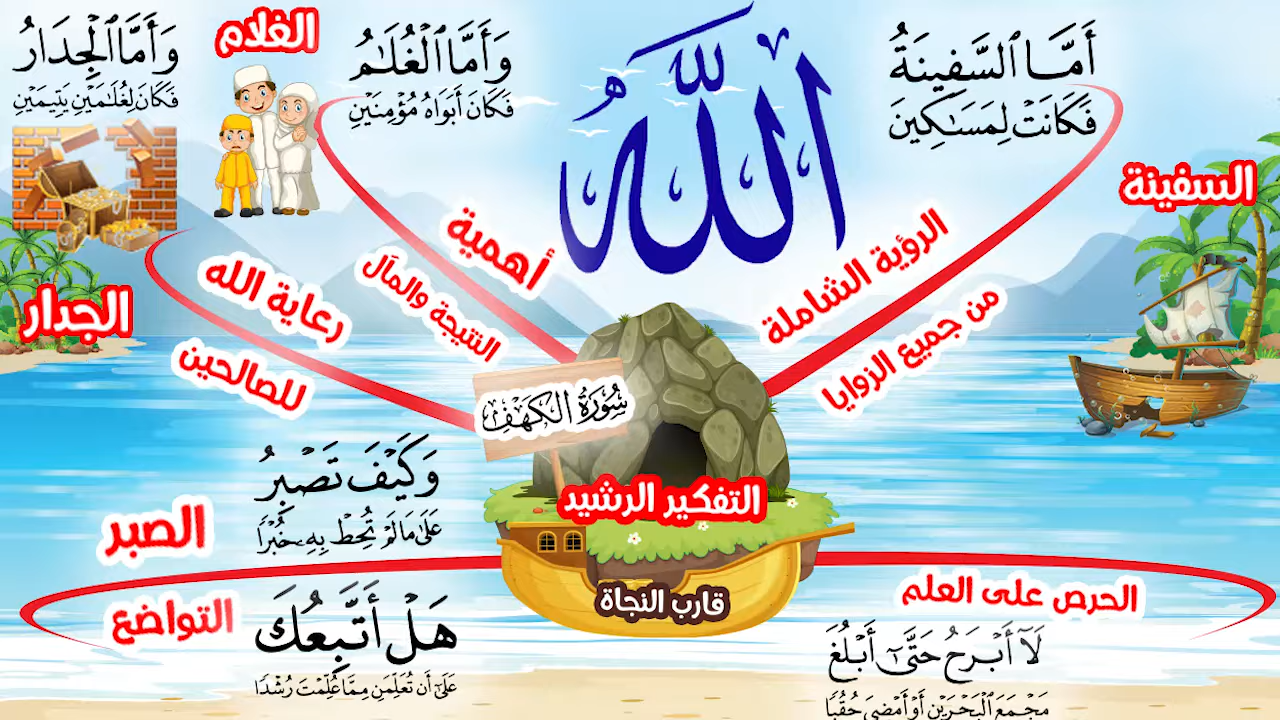 الله
أَمَّا ٱلسَّفِينَةُ
فَكَانَتۡ لِمَسَـٰكِينَ
السفينة
الرؤية الشاملة
من جميع الزوايا
وَأَمَّا ٱلۡغُلَـٰمُ
فَكَانَ أَبَوَاهُ مُؤۡمِنَيۡنِ
الغلام
أهمية
النتيجة والمآل
وَأَمَّا ٱلۡجِدَارُ
فَكَانَ لِغُلَـٰمَيۡنِ يَتِيمَيۡنِ
الجدار
رعاية الله
للصالحين
سُورَةُ الكَهۡفِ
التفكير الرشيد
قارب النجاة
الحرص على العلم
لَآ أَبۡرَحُ حَتَّىٰٓ أَبۡلُغَ
مَجۡمَعَ ٱلۡبَحۡرَيۡنِ أَوۡ أَمۡضِيَ حُقُبٗا
وَكَيۡفَ تَصۡبِرُ
عَلَىٰ مَا لَمۡ تُحِطۡ بِهِۦ خُبۡرٗا
الصبر
التواضع
هَلۡ أَتَّبِعُكَ
عَلَىٰٓ أَن تُعَلِّمَنِ مِمَّا عُلِّمۡتَ رُشۡدٗا